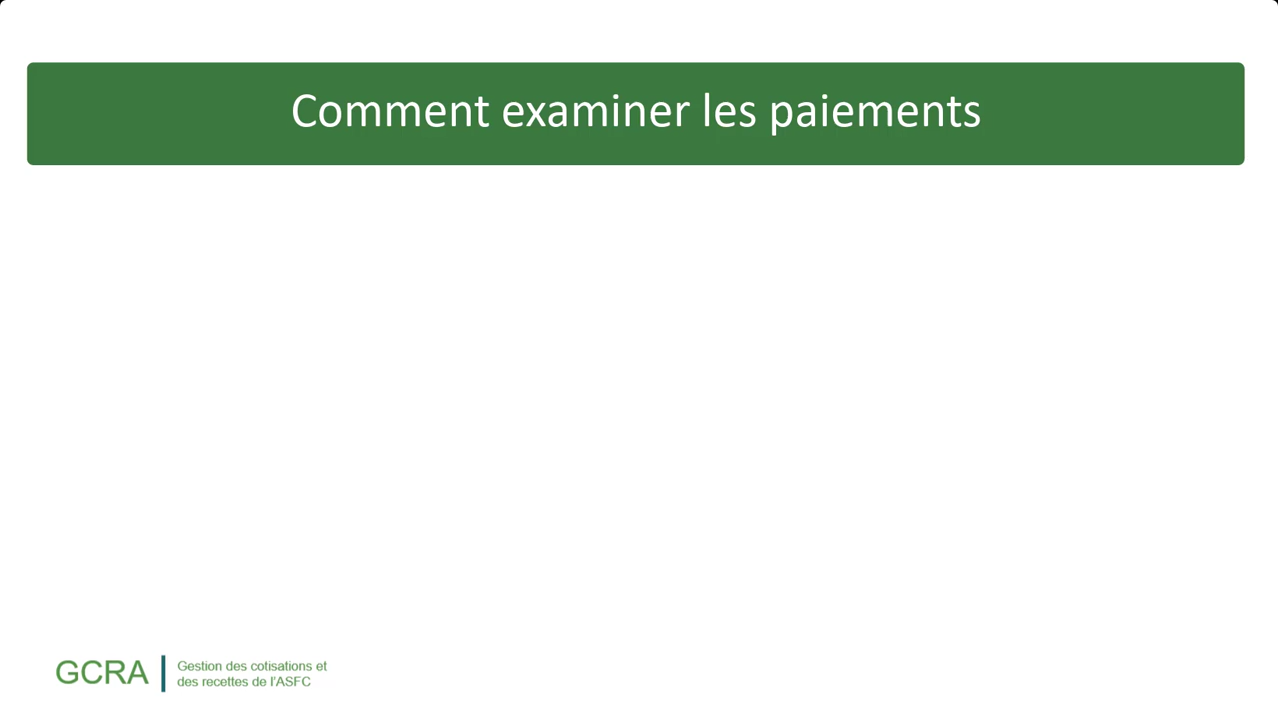 Comment examiner les paiements
GCRA
Gestion des cotisations et
des recettes de l'ASFC